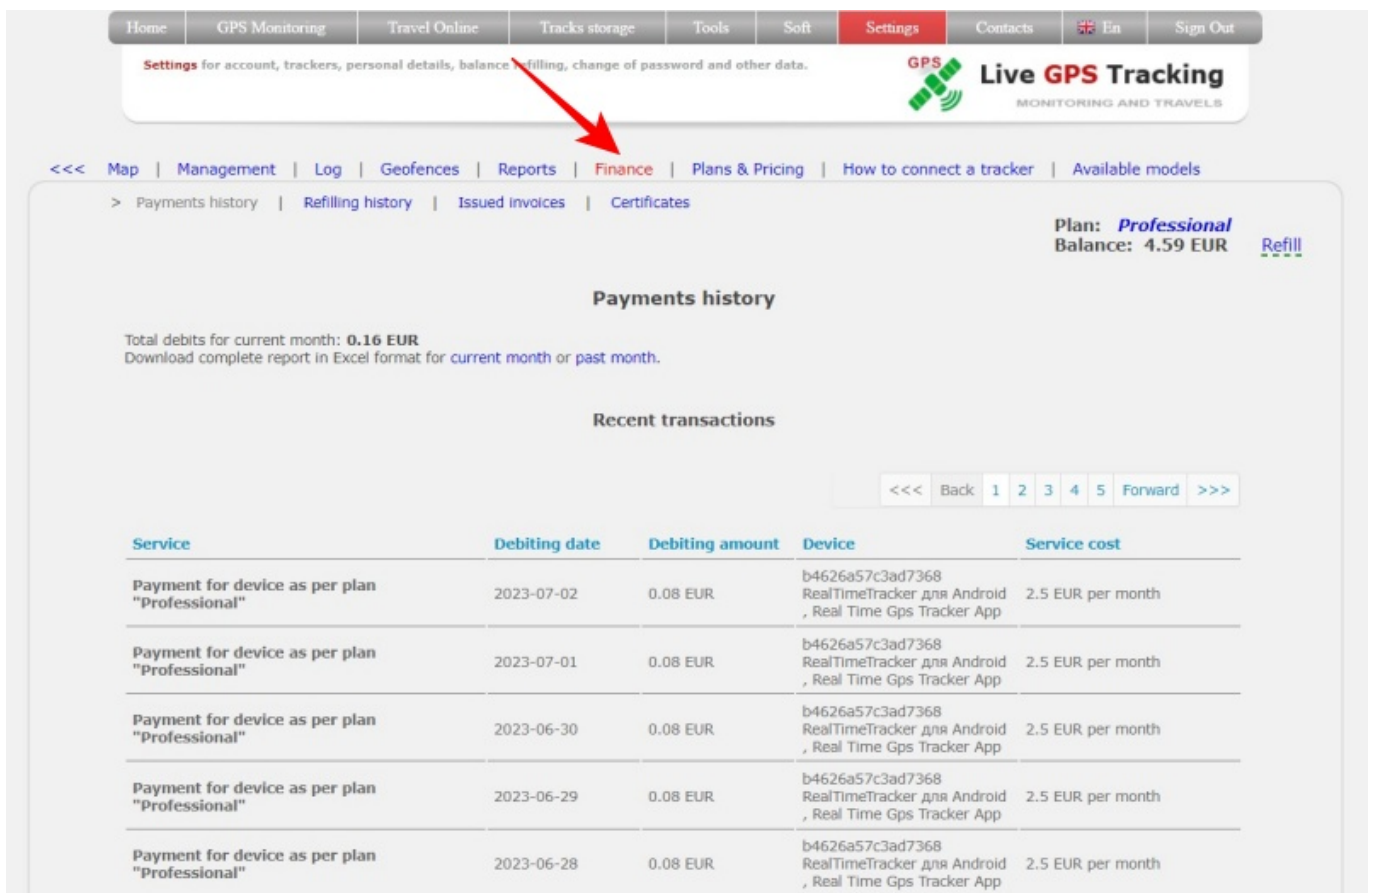 Home GPS Monitoring Travel Online Tracks storage Tools Soft Settings Contacts En Sign Out
Settings for account, trackers, personal details, balance refilling, change of password and other data.
GPS
Live GPS Tracking
MONITORING AND TRAVELS
<<< Map | Management | Log | Geofences | Reports | Finance | Plans & Pricing | How to connect a tracker | Available models
> Payments history | Refilling history | Issued invoices | Certificates
Plan: Professional
Balance: 4.59 EUR Refill
Payments history
Total debits for current month: 0.16 EUR
Download complete report in Excel format for current month or past month.
Recent transactions
<<< Back 1 2 3 4 5 Forward >>>
Service Debiting date Debiting amount Device Service cost
Payment for device as per plan
"Professional"
2023-07-02 0.08 EUR
b4626a57c3ad7368
RealTimeTracker для Android
, Real Time Gps Tracker App
2.5 EUR per month
Payment for device as per plan
"Professional"
2023-07-01 0.08 EUR
b4626a57c3ad7368
RealTimeTracker для Android
, Real Time Gps Tracker App
2.5 EUR per month
Payment for device as per plan
"Professional"
2023-06-30 0.08 EUR
b4626a57c3ad7368
RealTimeTracker для Android
, Real Time Gps Tracker App
2.5 EUR per month
Payment for device as per plan
"Professional"
2023-06-29 0.08 EUR
b4626a57c3ad7368
RealTimeTracker для Android
, Real Time Gps Tracker App
2.5 EUR per month
Payment for device as per plan
"Professional"
2023-06-28 0.08 EUR
b4626a57c3ad7368
RealTimeTracker для Android
, Real Time Gps Tracker App
2.5 EUR per month